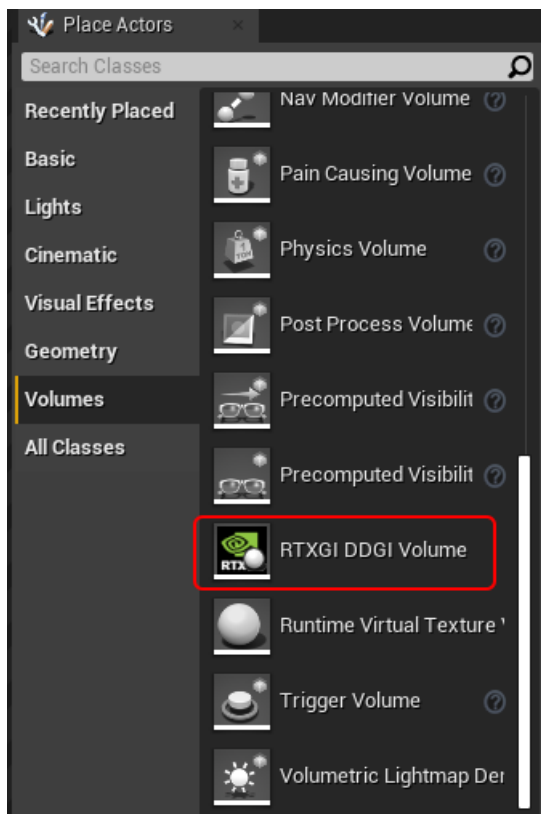 Place Actors
Search Classes
Recently Placed
Basic
Lights
Cinematic
Visual Effects
Geometry
Volumes
All Classes
Nav Modifier Volume
Pain Causing Volume
Physics Volume
Post Process Volume
Precomputed Visibilit
Precomputed Visibilit
RTX
RTXGI DDGI Volume
Runtime Virtual Texture
Trigger Volume
Volumetric Lightmap Der